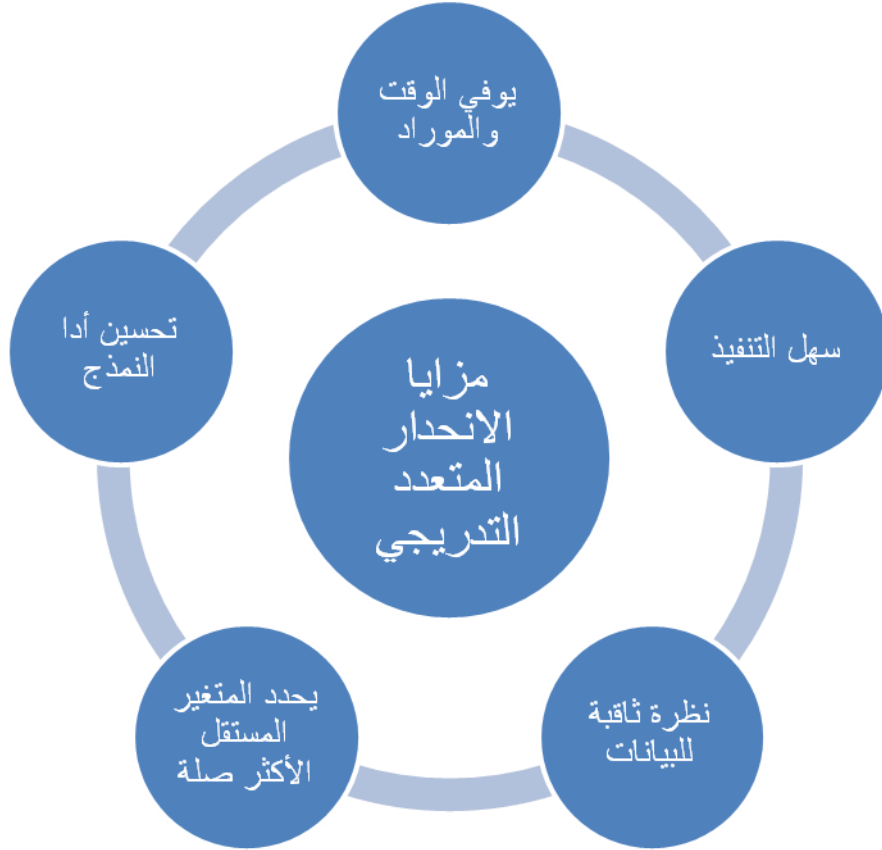 يوفي الوقت
والموراد
سهل التنفيذ
نظرة ثاقبة
للبيانات
يحدد المتغير
المستقل
الأكثر صلة
تحسين أدا
النمذج
مزايا
الانحدار
المتعدد
التدريجي